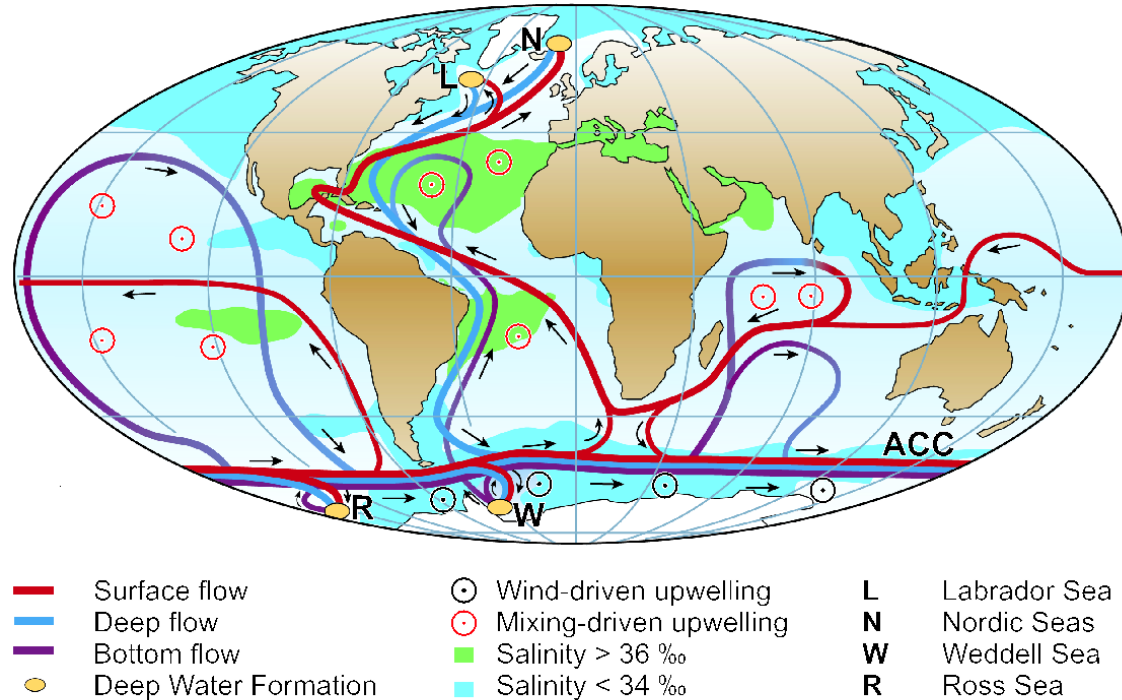 N
L
ACC
R
W
Surface flow
Deep flow
Bottom flow
Deep Water Formation
Wind-driven upwelling
Mixing-driven upwelling
Salinity > 36 ‰
Salinity < 34 ‰
L Labrador Sea
N Nordic Seas
W Weddell Sea
R Ross Sea